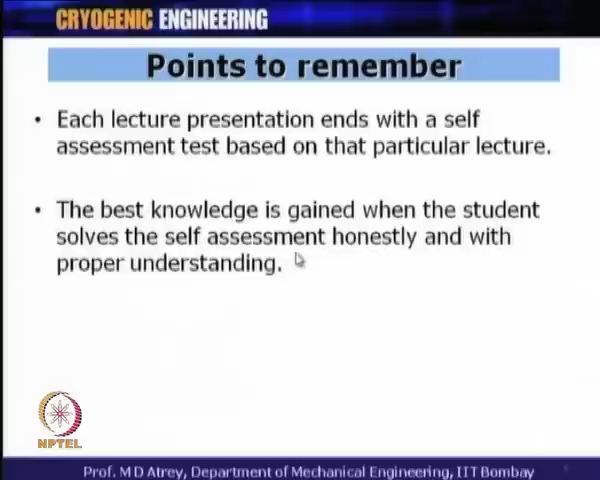 CRYOGENIC ENGINEERING
Points to remember
• Each lecture presentation ends with a self
assessment test based on that particular lecture.
• The best knowledge is gained when the student
solves the self assessment honestly and with
proper understanding.
NPTEL
Prof. M D Atrey, Department of Mechanical Engineering, IIT Bombay